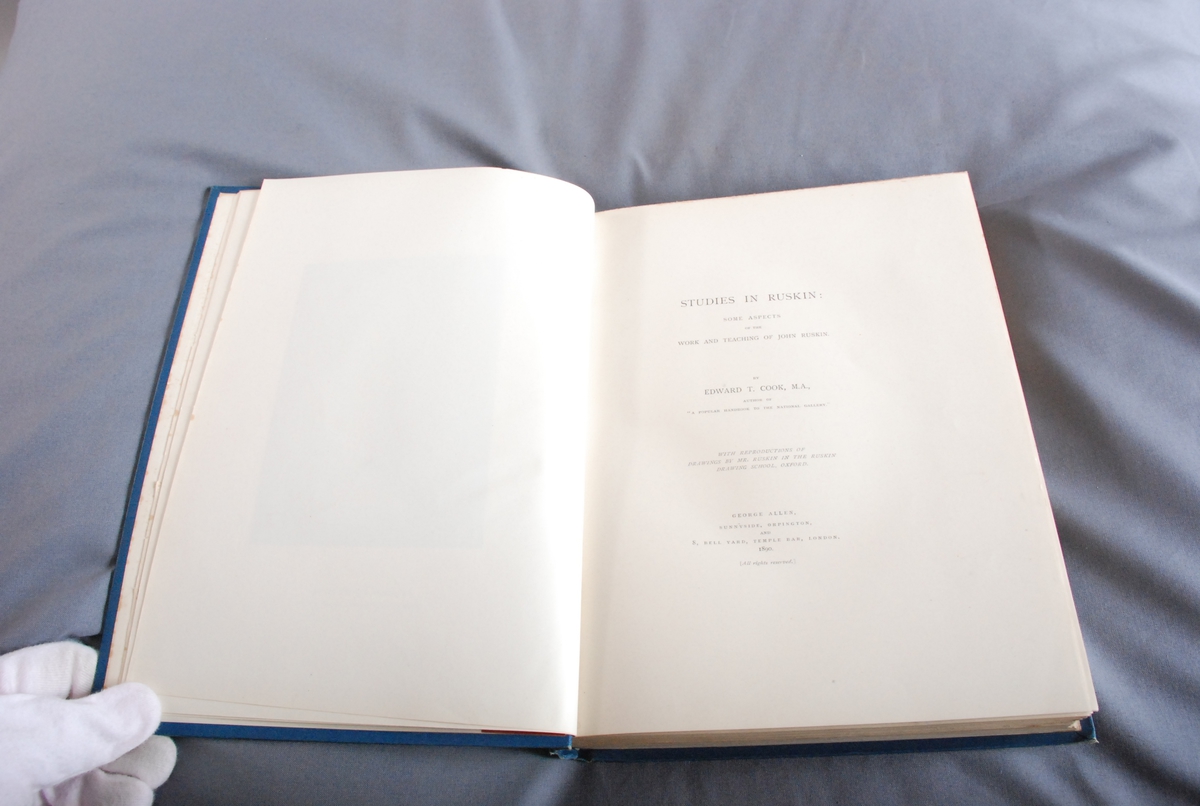 STUDIES IN RUSKIN:
SOME ASPECTS
OF THE
WORK AND TEACHING OF JOHN RUSKIN.
BY
EDWARD T. COOK, M.A.,
AUTHOR OF
"A POPULAR HANDBOOK TO THE NATIONAL GALLERY."
WITH REPRODUCTIONS OF
DRAWINGS BY MR. RUSKIN IN THE RUSKIN
DRAWING SCHOOL, OXFORD.
GEORGE ALLEN,
SUNNYSIDE, ORPINGTON,
AND
8, BELL YARD, TEMPLE BAR, LONDON.
1890.
[All rights reserved.]